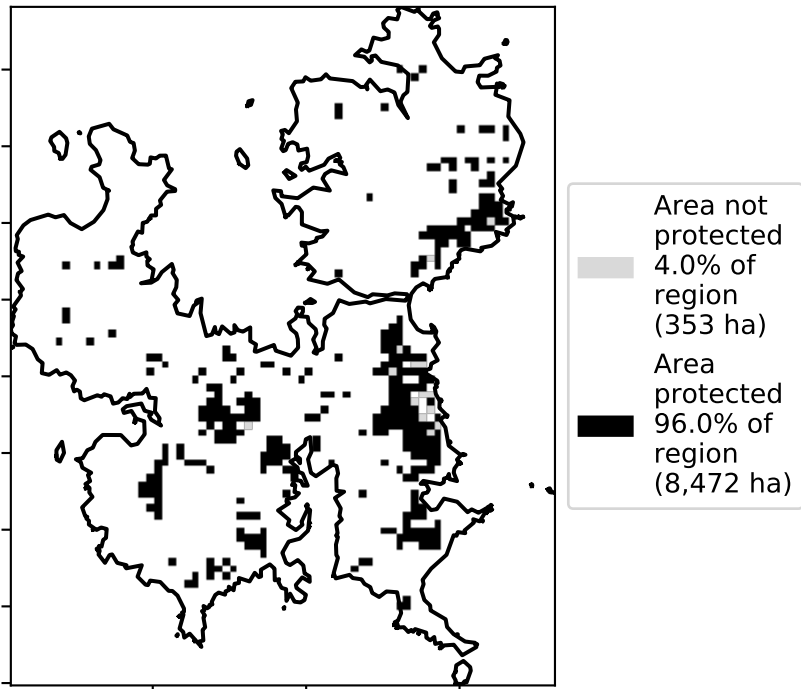 Area not
protected
4.0% of
region
(353 ha)
Area
protected
96.0% of
region
(8,472 ha)